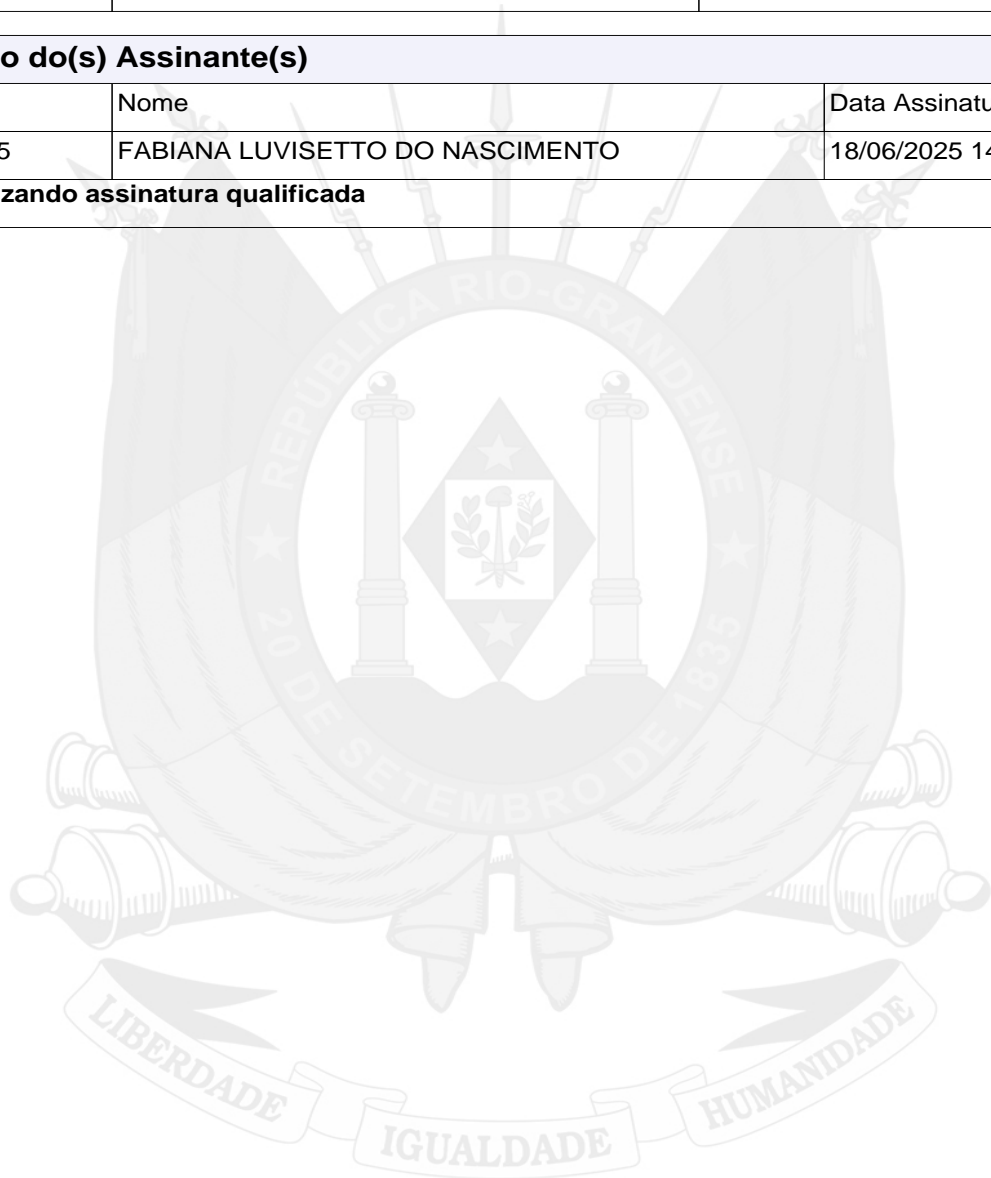 o do(s) Assinante(s)
Nome Data Assinatu
5 FABIANA LUVISETTO DO NASCIMENTO 18/06/2025 14
zando assinatura qualificada
REPÚBLICA RIO-GRANDENSE
20 DE SETEMBRO DE 1835
LIBERDADE IGUALDADE HUMANIDADE